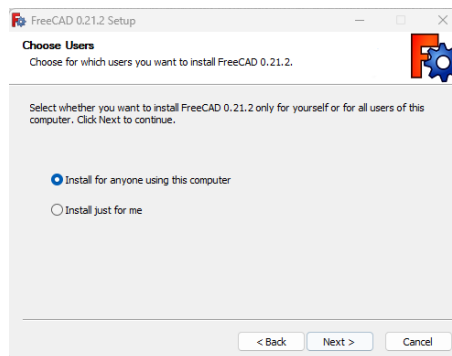 FreeCAD 0.21.2 Setup
Choose Users
Choose for which users you want to install FreeCAD 0.21.2.
Select whether you want to install FreeCAD 0.21.2 only for yourself or for all users of this
computer. Click Next to continue.
Install for anyone using this computer
Install just for me
< Back Next > Cancel